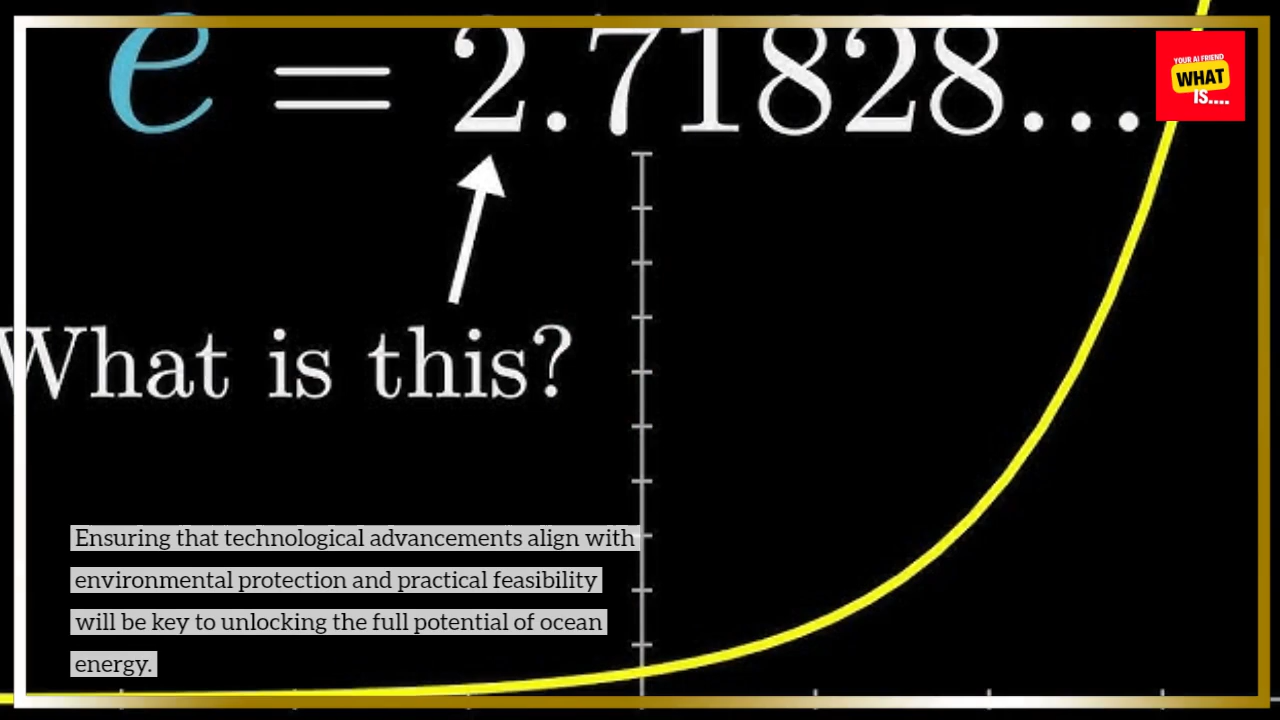 e = 2.71828...
YOUR AI FRIEND
WHAT
IS....
What is this?
Ensuring that technological advancements align with
environmental protection and practical feasibility
will be key to unlocking the full potential of ocean
energy.